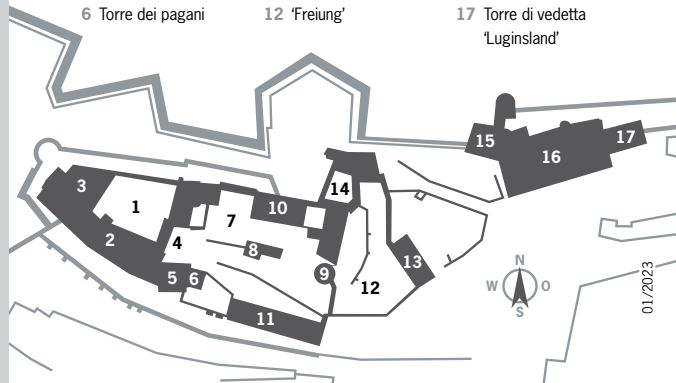 6 Torre dei pagani
12 ‘Freiung’
17 Torre di vedetta
‘Luginsland’
15
17
16
3
14
1
10
7
2
8
4
5
6
9
13
12
11
N
W
O
S
01/2023